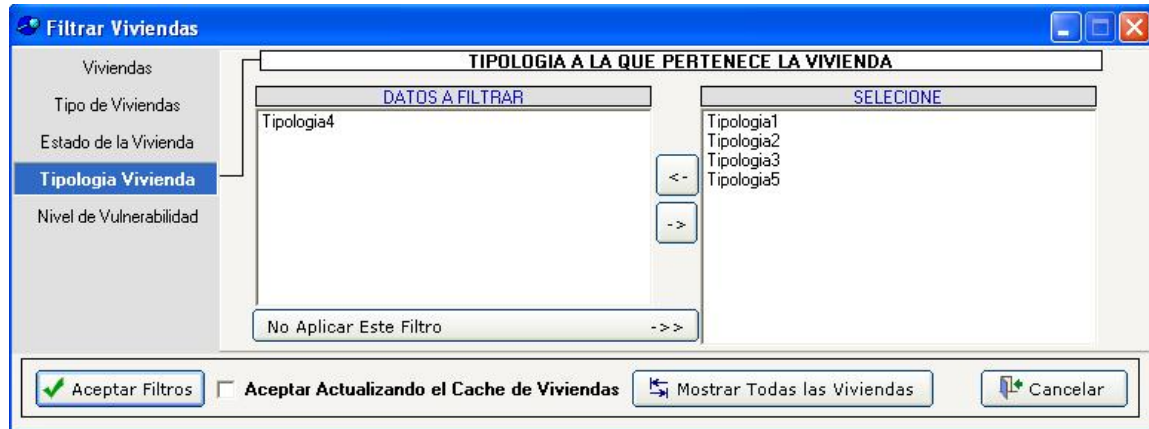 Filtrar Viviendas
Viviendas
Tipo de Viviendas
Estado de la Vivienda
Tipologia Vivienda
Nivel de Vulnerabilidad
TIPOLOGIA A LA QUE PERTENECE LA VIVIENDA
DATOS A FILTRAR
Tipologia4
<-
->
No Aplicar Este Filtro ->>
SELECIONE
Tipologia1
Tipologia2
Tipologia3
Tipologia5
Aceptar Filtros
Aceptar Actualizando el Cache de Viviendas
Mostrar Todas las Viviendas
Cancelar